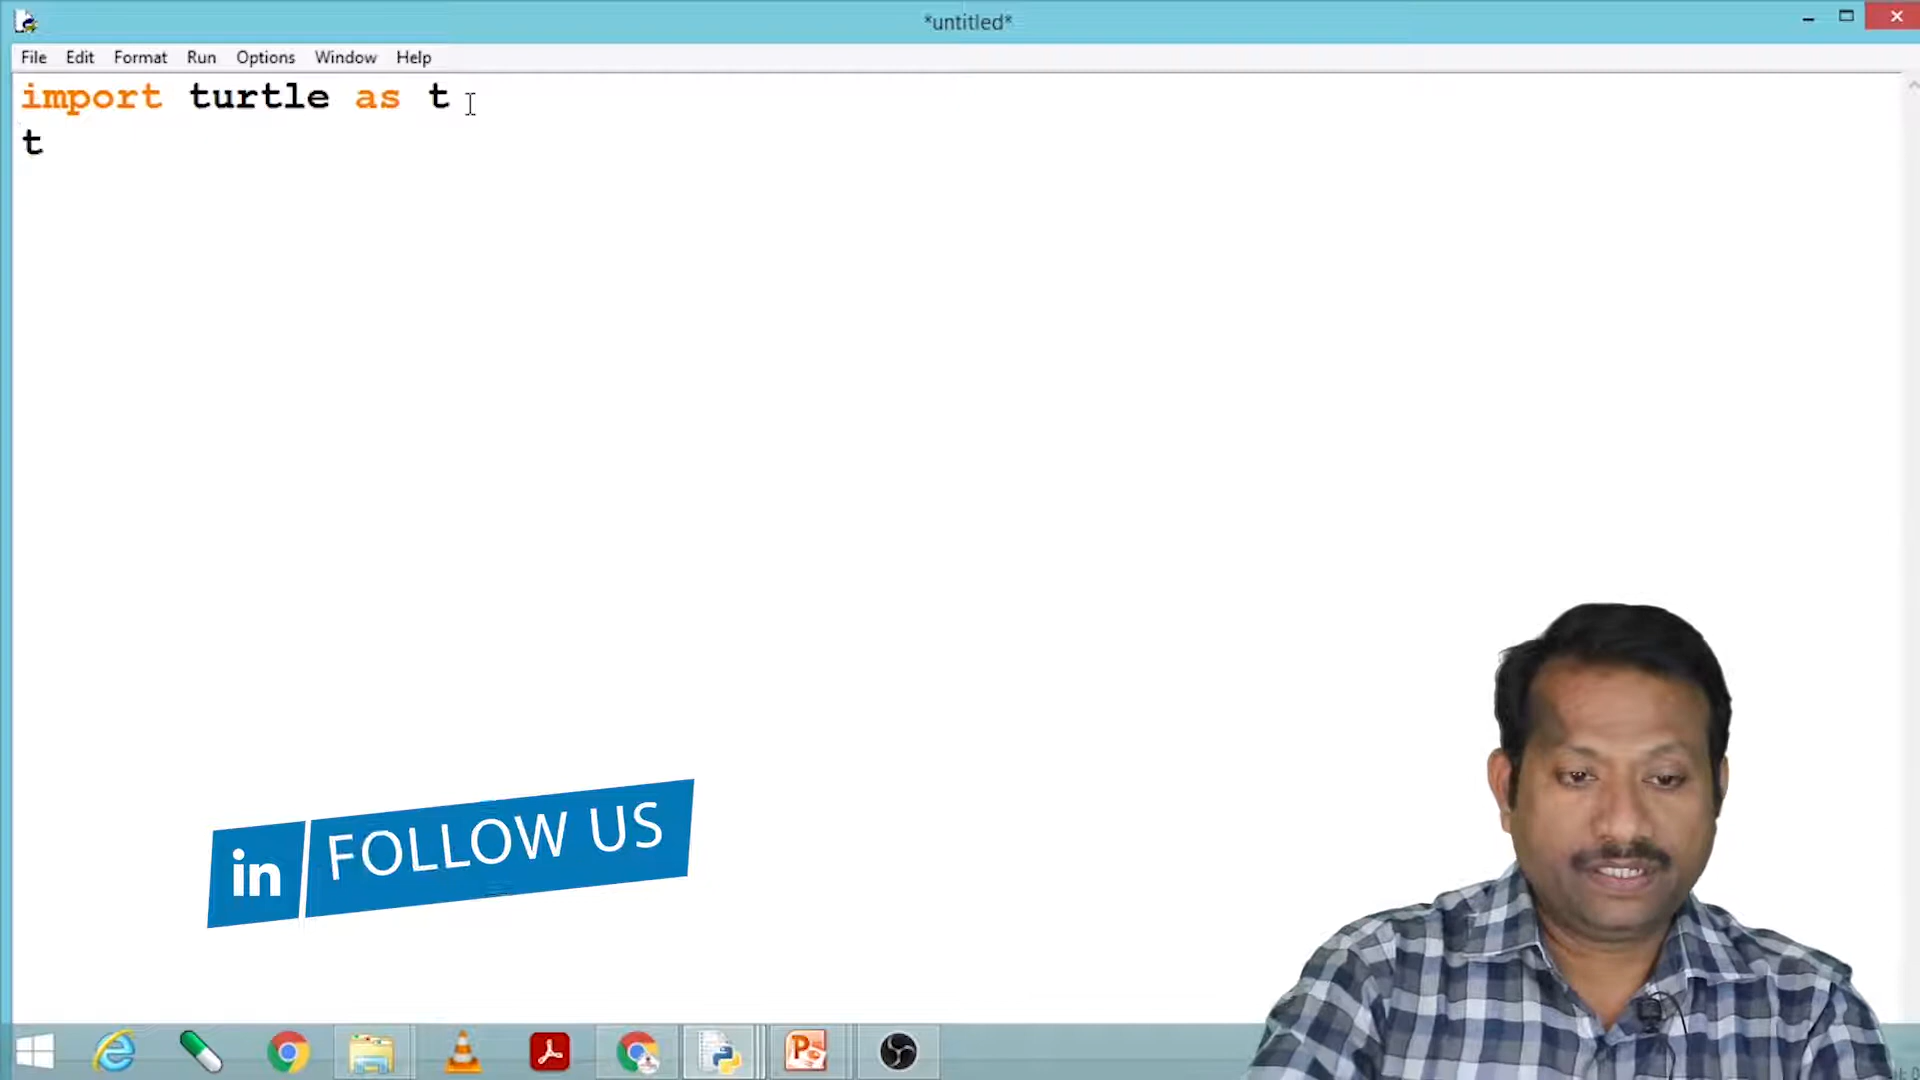 *untitled*
File Edit Format Run Options Window Help
import turtle as t
t
in FOLLOW US